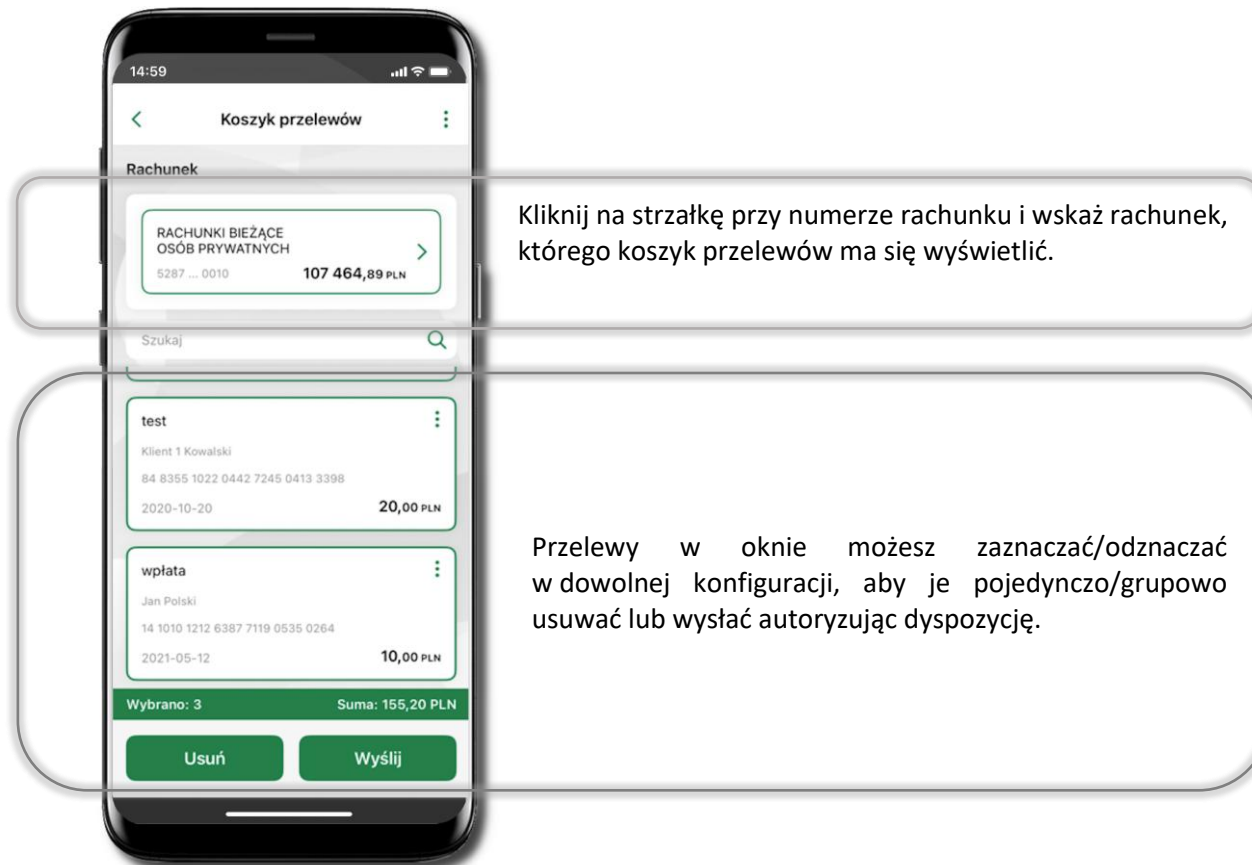 14:59
Koszyk przelewów
Rachunek
RACHUNKI BIEŻĄCE
OSÓB PRYWATNYCH
5287 ... 0010 107 464,89 PLN
Kliknij na strzałkę przy numerze rachunku i wskaż rachunek,
którego koszyk przelewów ma się wyświetlić.
Szukaj
test
Klient 1 Kowalski
84 8355 1022 0442 7245 0413 3398
2020-10-20 20,00 PLN
wpłata
Jan Polski
14 1010 1212 6387 7119 0535 0264
2021-05-12 10,00 PLN
Wybrano: 3 Suma: 155,20 PLN
Usuń Wyślij
Przelewy w oknie możesz zaznaczać/odznaczać
w dowolnej konfiguracji, aby je pojedynczo/grupowo
usuwać lub wysłać autoryzując dyspozycję.